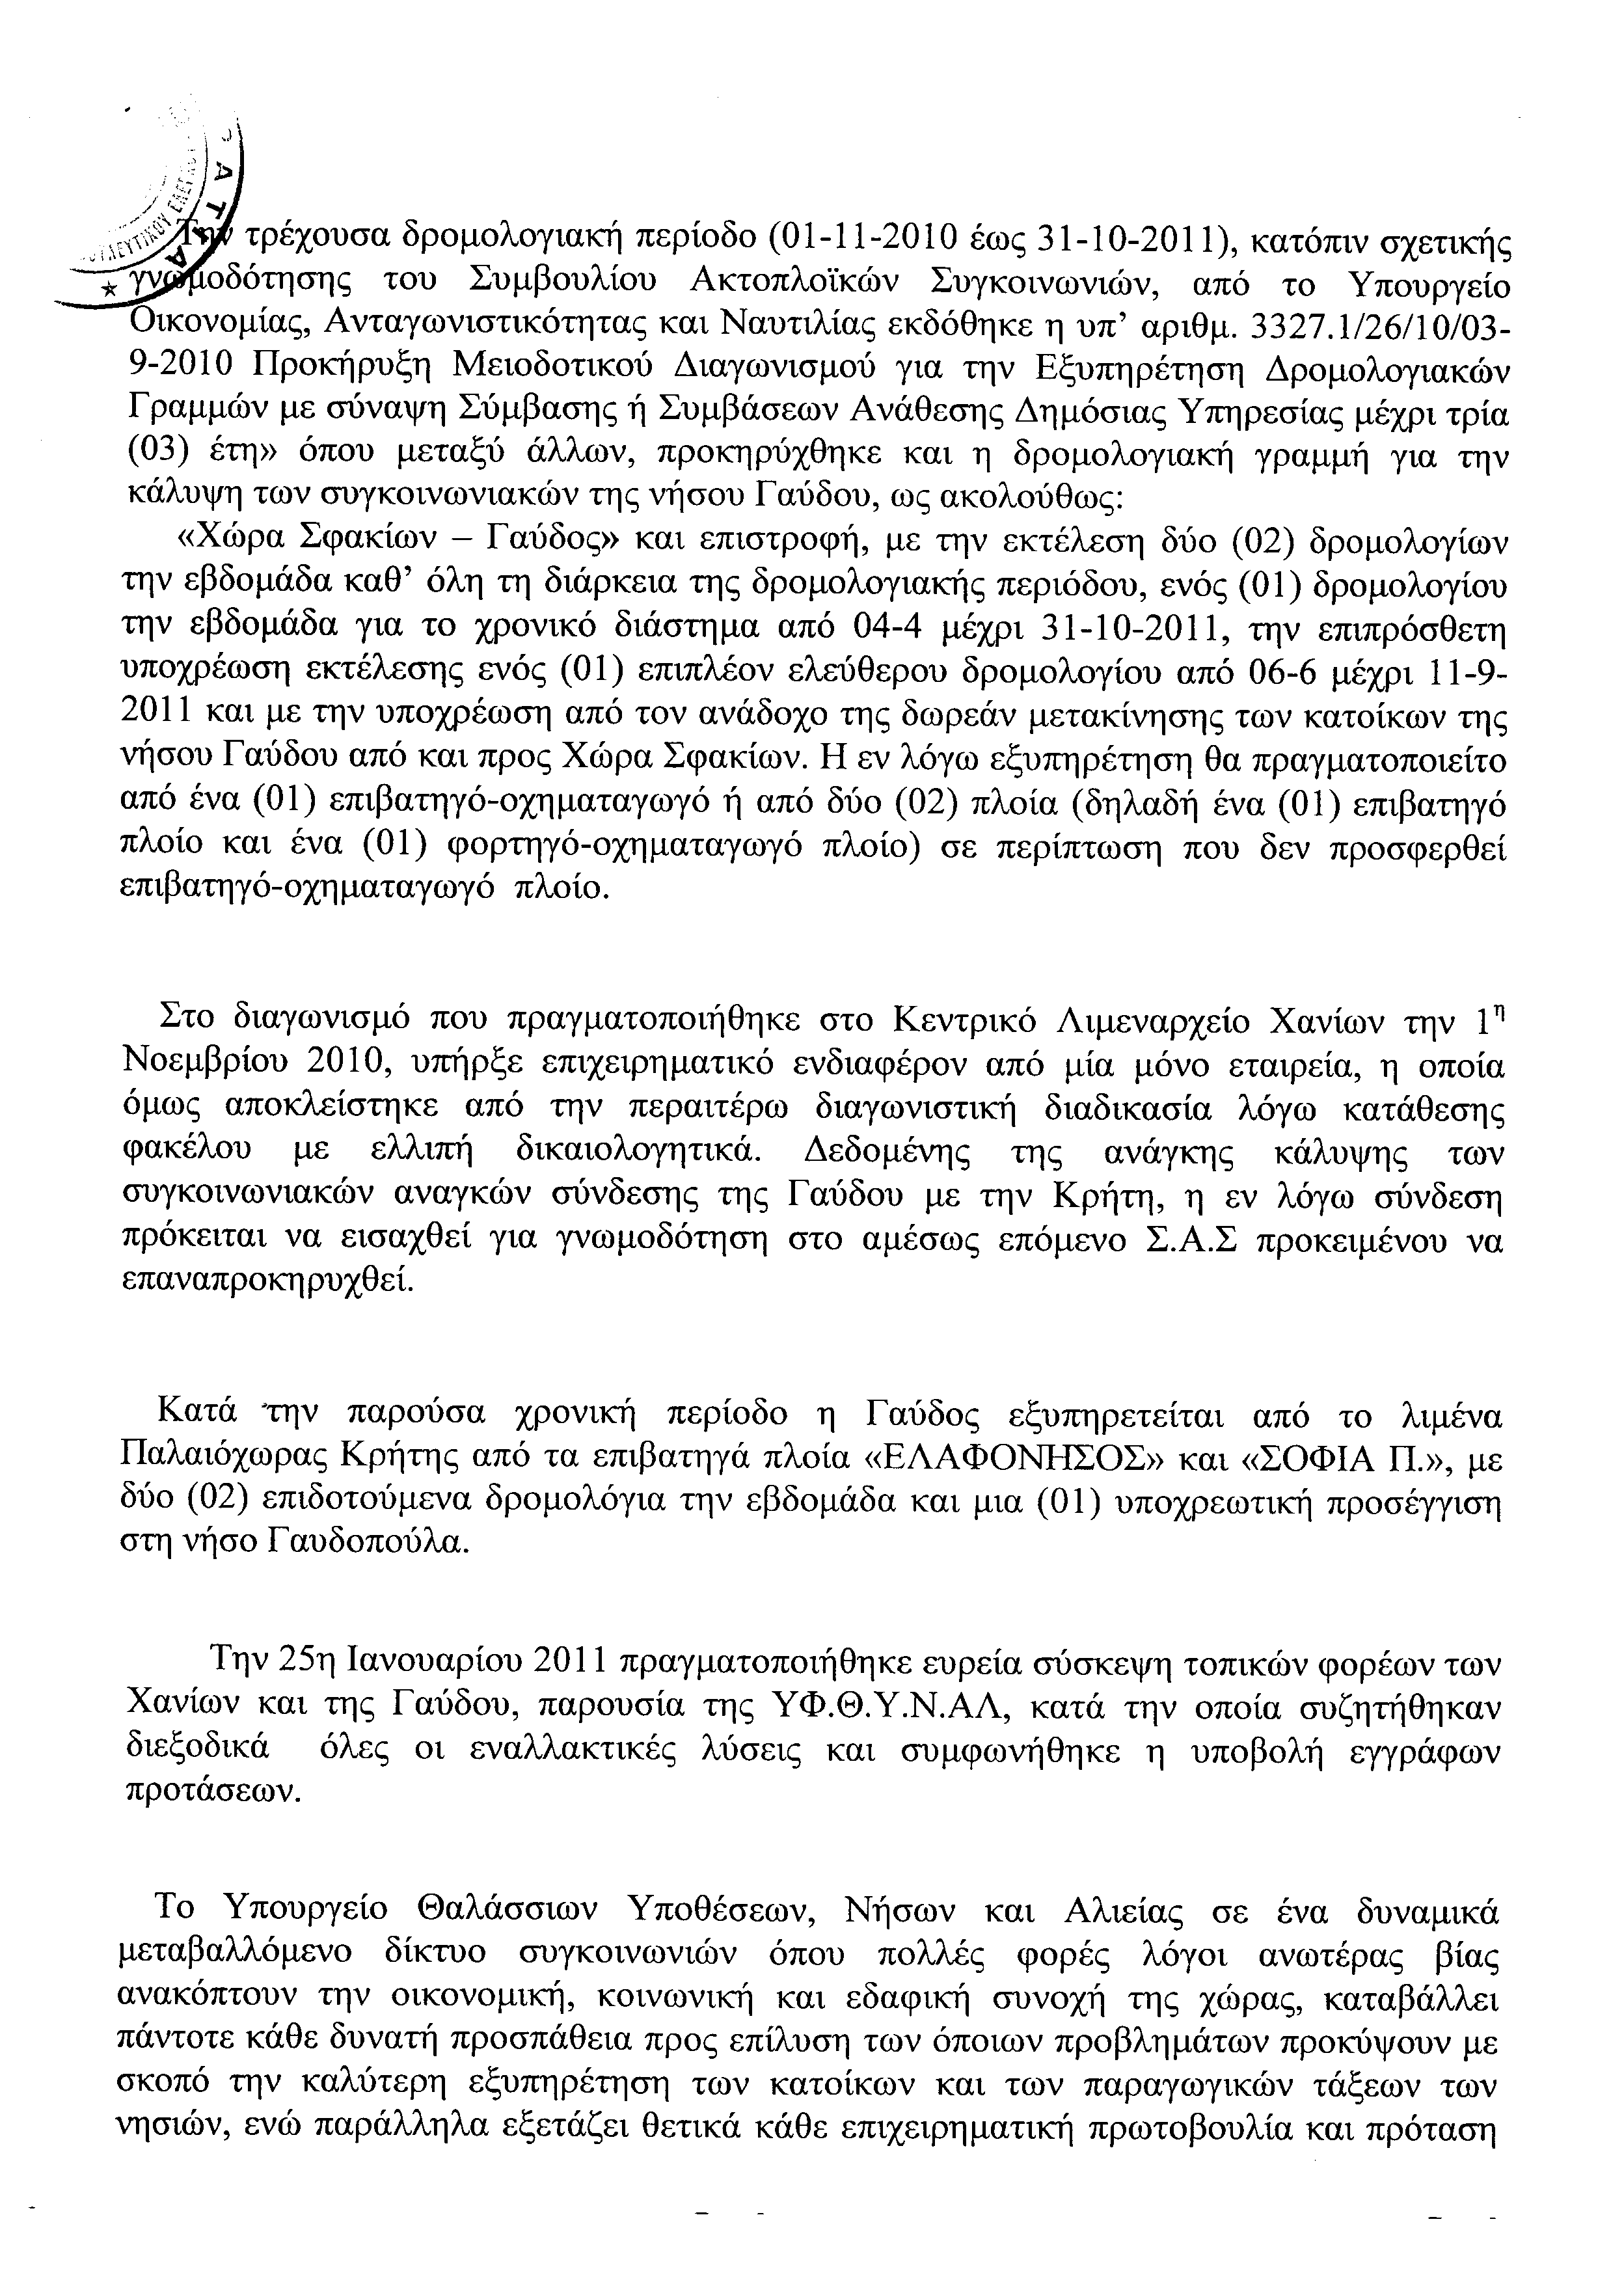 Την τρέχουσα δρομολογιακή περίοδο (01-11-2010 έως 31-10-2011), κατόπιν σχετικής
γνωμοδότησης του Συμβουλίου Ακτοπλοϊκών Συγκοινωνιών, από το Υπουργείο
Οικονομίας, Ανταγωνιστικότητας και Ναυτιλίας εκδόθηκε η υπ’ αριθμ. 3327.1/26/10/03-
9-2010 Προκήρυξη Μειοδοτικού Διαγωνισμού για την Εξυπηρέτηση Δρομολογιακών
Γραμμών με σύναψη Σύμβασης ή Συμβάσεων Ανάθεσης Δημόσιας Υπηρεσίας μέχρι τρία
(03) έτη» όπου μεταξύ άλλων, προκηρύχθηκε και η δρομολογιακή γραμμή για την
κάλυψη των συγκοινωνιακών της νήσου Γαύδου, ως ακολούθως:
«Χώρα Σφακίων – Γαύδος» και επιστροφή, με την εκτέλεση δύο (02) δρομολογίων
την εβδομάδα καθ’ όλη τη διάρκεια της δρομολογιακής περιόδου, ενός (01) δρομολογίου
την εβδομάδα για το χρονικό διάστημα από 04-4 μέχρι 31-10-2011, την επιπρόσθετη
υποχρέωση εκτέλεσης ενός (01) επιπλέον ελεύθερου δρομολογίου από 06-6 μέχρι 11-9-
2011 και με την υποχρέωση από τον ανάδοχο της δωρεάν μετακίνησης των κατοίκων της
νήσου Γαύδου από και προς Χώρα Σφακίων. Η εν λόγω εξυπηρέτηση θα πραγματοποιείτο
από ένα (01) επιβατηγό-οχηματαγωγό ή από δύο (02) πλοία (δηλαδή ένα (01) επιβατηγό
πλοίο και ένα (01) φορτηγό-οχηματαγωγό πλοίο) σε περίπτωση που δεν προσφερθεί
επιβατηγό-οχηματαγωγό πλοίο.
Στο διαγωνισμό που πραγματοποιήθηκε στο Κεντρικό Λιμεναρχείο Χανίων την 1η
Νοεμβρίου 2010, υπήρξε επιχειρηματικό ενδιαφέρον από μία μόνο εταιρεία, η οποία
όμως αποκλείστηκε από την περαιτέρω διαγωνιστική διαδικασία λόγω κατάθεσης
φακέλου με ελλιπή δικαιολογητικά. Δεδομένης της ανάγκης κάλυψης των
συγκοινωνιακών αναγκών σύνδεσης της Γαύδου με την Κρήτη, η εν λόγω σύνδεση
πρόκειται να εισαχθεί για γνωμοδότηση στο αμέσως επόμενο Σ.Α.Σ προκειμένου να
επαναπροκηρυχθεί.
Κατά την παρούσα χρονική περίοδο η Γαύδος εξυπηρετείται από το λιμένα
Παλαιόχωρας Κρήτης από τα επιβατηγά πλοία «ΕΛΑΦΟΝΗΣΟΣ» και «ΣΟΦΙΑ Π.», με
δύο (02) επιδοτούμενα δρομολόγια την εβδομάδα και μια (01) υποχρεωτική προσέγγιση
στη νήσο Γαυδοπούλα.
Την 25η Ιανουαρίου 2011 πραγματοποιήθηκε ευρεία σύσκεψη τοπικών φορέων των
Χανίων και της Γαύδου, παρουσία της ΥΦ.Θ.Υ.Ν.ΑΛ, κατά την οποία συζητήθηκαν
διεξοδικά όλες οι εναλλακτικές λύσεις και συμφωνήθηκε η υποβολή εγγράφων
προτάσεων.
Το Υπουργείο Θαλάσσιων Υποθέσεων, Νήσων και Αλιείας σε ένα δυναμικά
μεταβαλλόμενο δίκτυο συγκοινωνιών όπου πολλές φορές λόγοι ανωτέρας βίας
ανακόπτουν την οικονομική, κοινωνική και εδαφική συνοχή της χώρας, καταβάλλει
πάντοτε κάθε δυνατή προσπάθεια προς επίλυση των όποιων προβλημάτων προκύψουν με
σκοπό την καλύτερη εξυπηρέτηση των κατοίκων και των παραγωγικών τάξεων των
νησιών, ενώ παράλληλα εξετάζει θετικά κάθε επιχειρηματική πρωτοβουλία και πρόταση